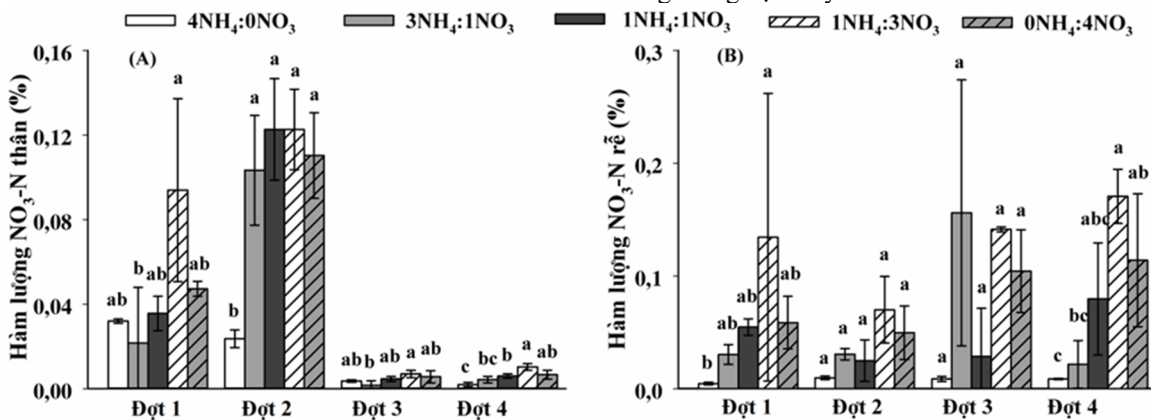 4NH₄:0NO₃ 3NH₄:1NO₃ 1NH₄:1NO₃ 1NH₄:3NO₃ 0NH₄:4NO₃
(A)
Hàm lượng NO₃-N thân (%)
0,16
0,12
0,08
0,04
0,00
ab b ab a ab
b a a a a
ab b ab a ab
c bc b a ab
Đợt 1 Đợt 2 Đợt 3 Đợt 4
(B)
Hàm lượng NO₃-N rễ (%)
0,3
0,2
0,1
0,0
b ab ab a ab
a a a a a
a a a a a
c bc abc a ab
Đợt 1 Đợt 2 Đợt 3 Đợt 4